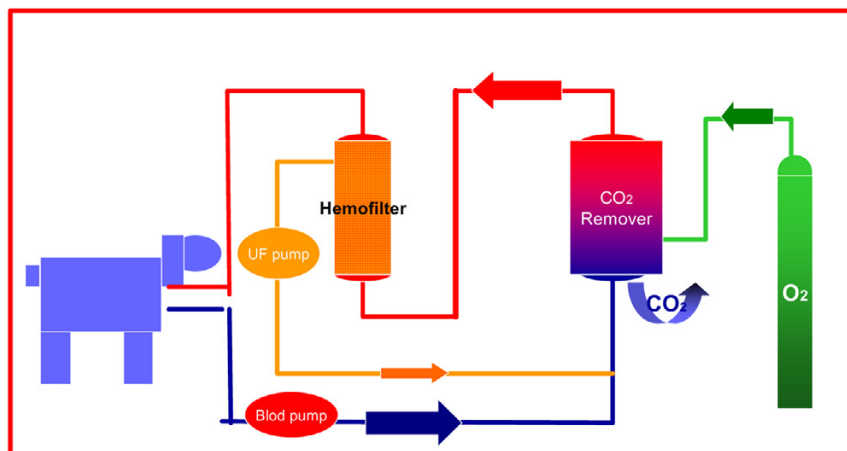 CO₂
Remover
Hemofilter
UF pump
CO₂
O₂
Blod pump